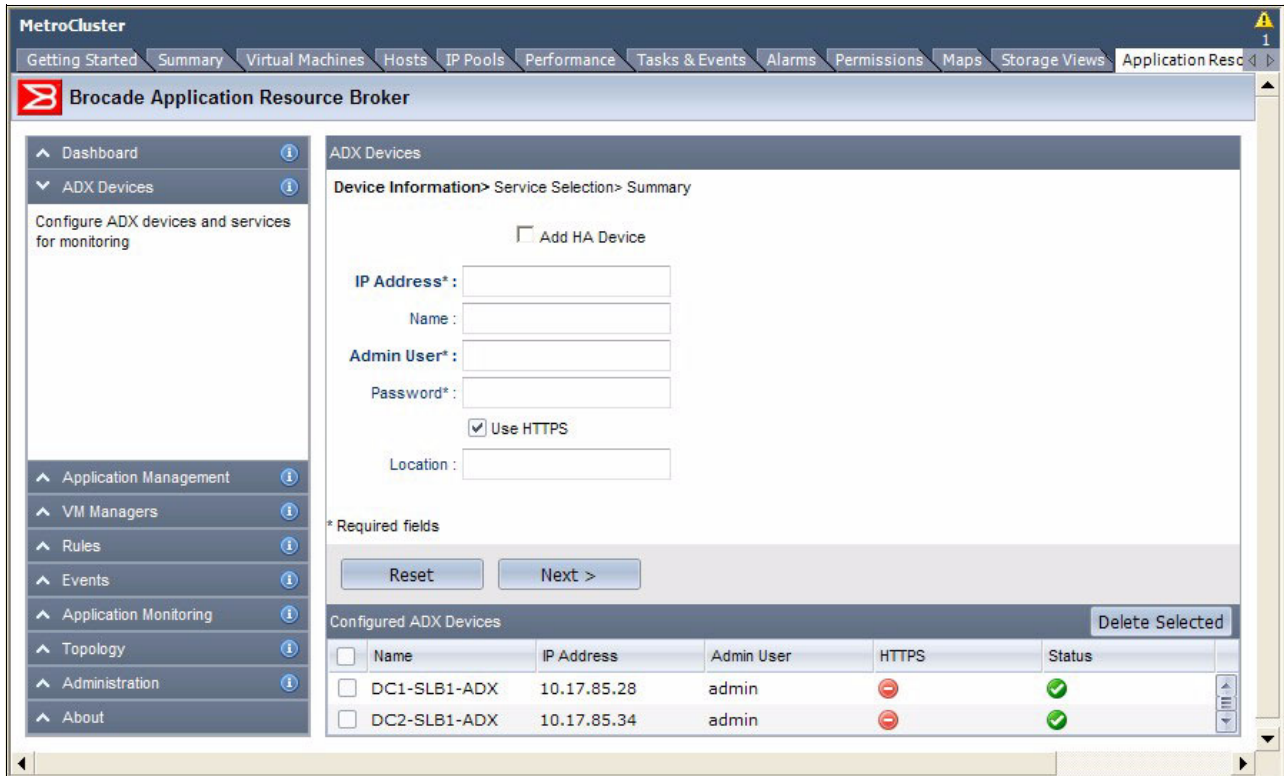 MetroCluster
1
Getting Started Summary Virtual Machines Hosts IP Pools Performance Tasks & Events Alarms Permissions Maps Storage Views Application Resc
Brocade Application Resource Broker
Dashboard
ADX Devices
Configure ADX devices and services
for monitoring
Application Management
VM Managers
Rules
Events
Application Monitoring
Topology
Administration
About
ADX Devices
Device Information> Service Selection> Summary
Add HA Device
IP Address* :
Name :
Admin User* :
Password* :
Use HTTPS
Location :
* Required fields
Reset Next >
Configured ADX Devices Delete Selected
Name IP Address Admin User HTTPS Status
DC1-SLB1-ADX 10.17.85.28 admin
DC2-SLB1-ADX 10.17.85.34 admin